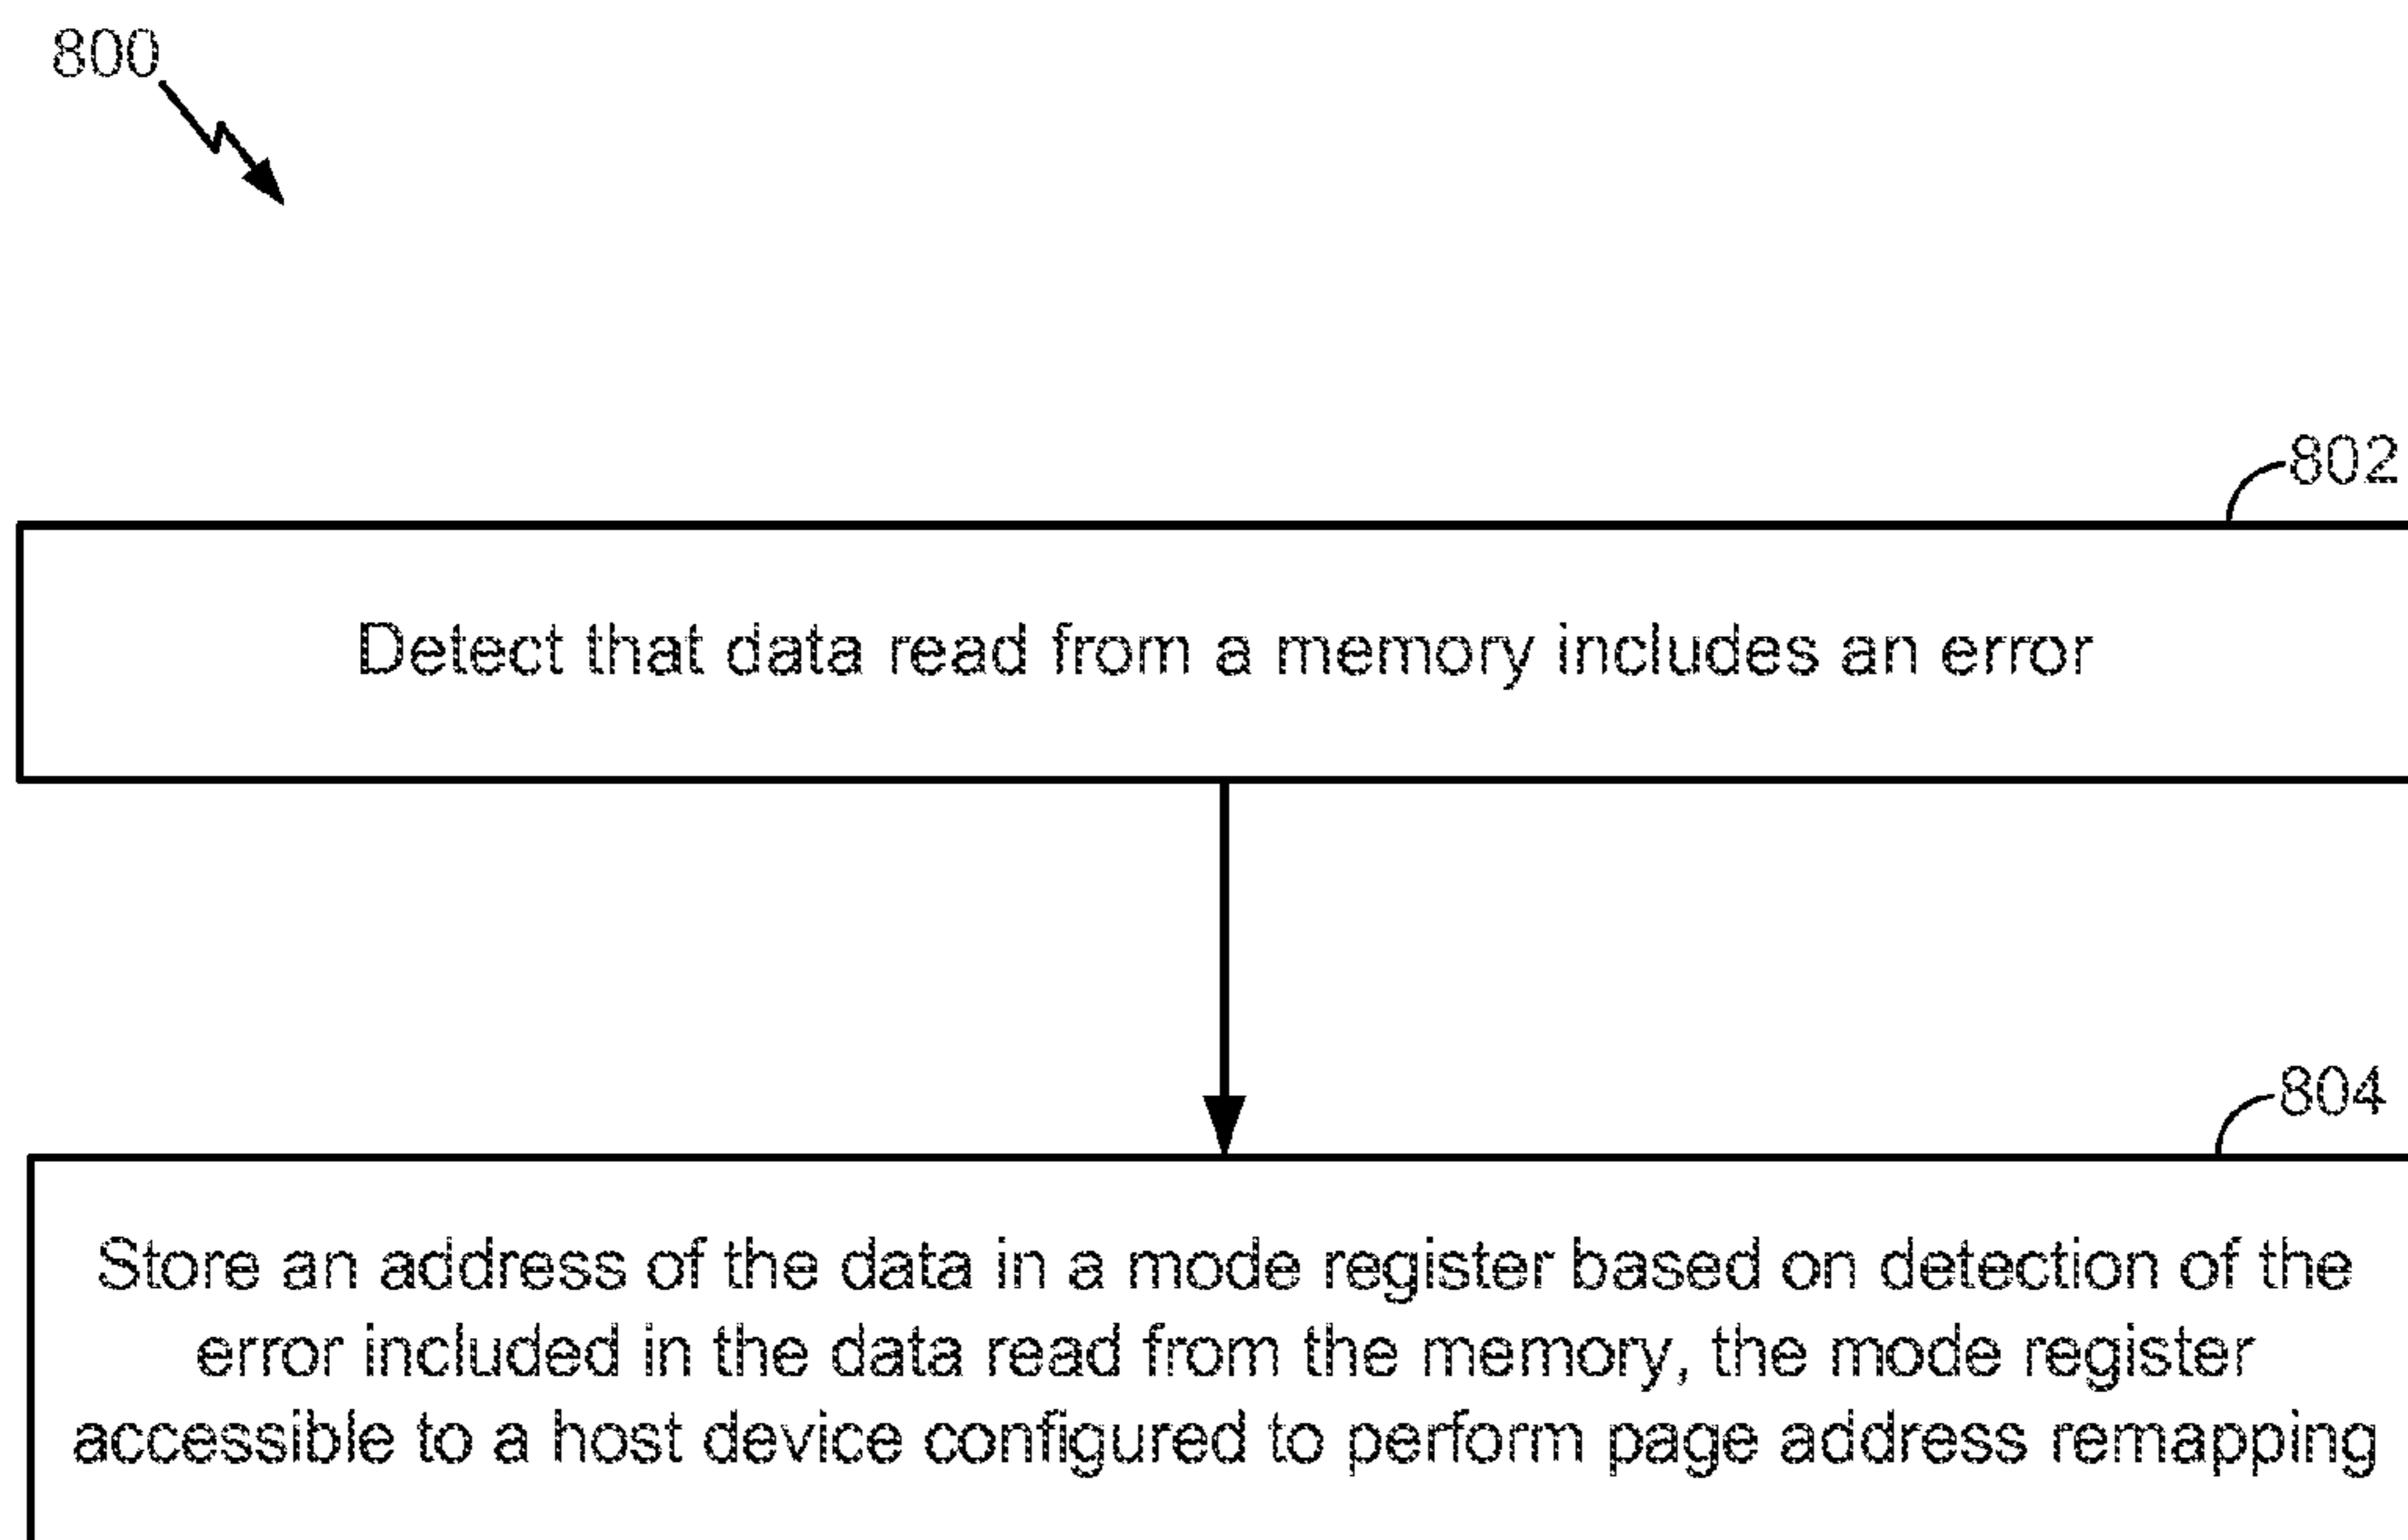 800
802
Detect that data read from a memory includes an error
804
Store an address of the data in a mode register based on detection of the
error included in the data read from the memory, the mode register
accessible to a host device configured to perform page address remapping